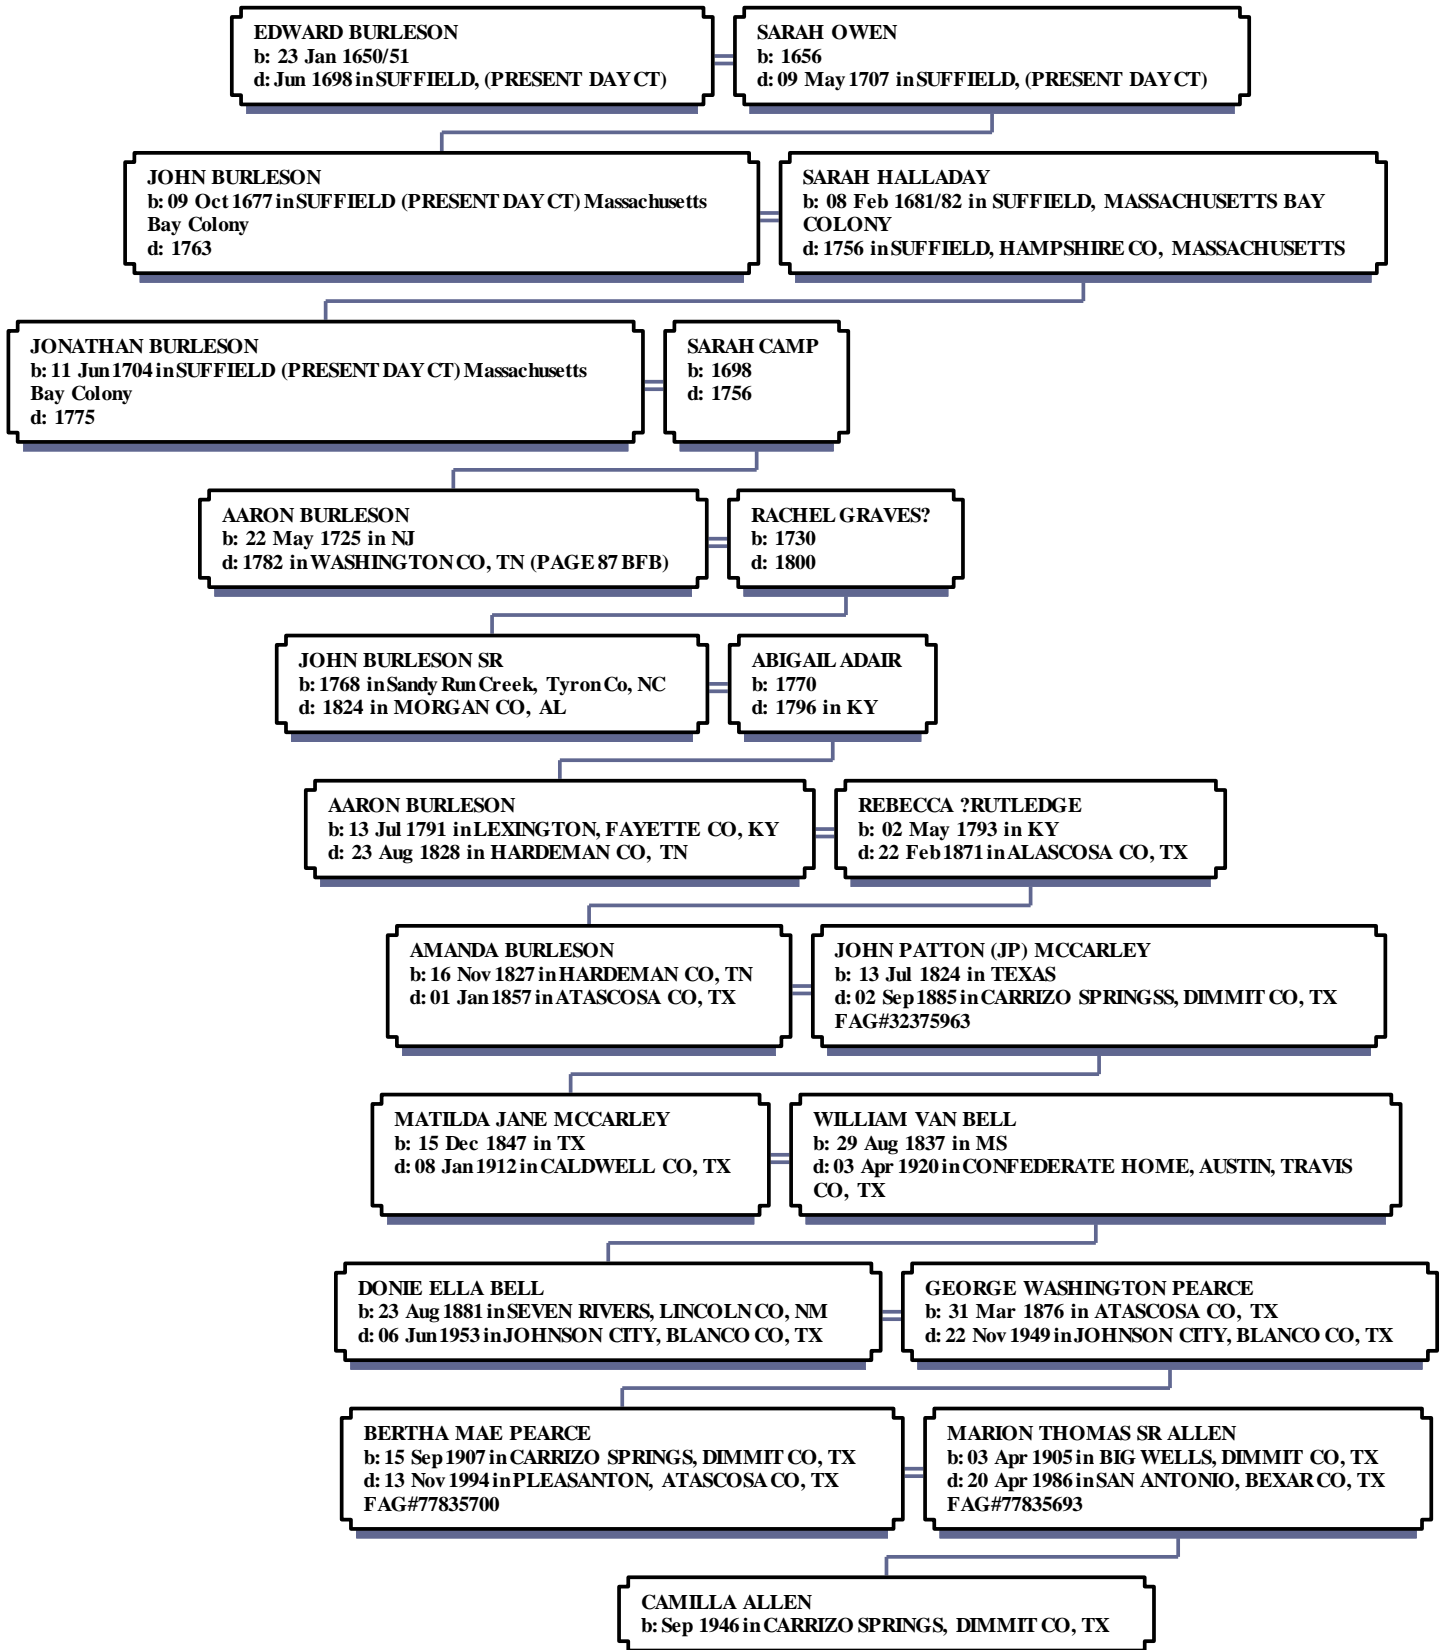 EDWARD BURLESON
b: 23 Jan 1650/51
d: Jun 1698 in SUFFIELD, (PRESENT DAY CT)
SARAH OWEN
b: 1656
d: 09 May 1707 in SUFFIELD, (PRESENT DAY CT)
JOHN BURLESON
b: 09 Oct 1677 in SUFFIELD (PRESENT DAY CT) Massachusetts
Bay Colony
d: 1763
SARAH HALLADAY
b: 08 Feb 1681/82 in SUFFIELD, MASSACHUSETTS BAY
COLONY
d: 1756 in SUFFIELD, HAMPSHIRE CO, MASSACHUSETTS
JONATHAN BURLESON
b: 11 Jun 1704 in SUFFIELD (PRESENT DAY CT) Massachusetts
Bay Colony
d: 1775
SARAH CAMP
b: 1698
d: 1756
AARON BURLESON
b: 22 May 1725 in NJ
d: 1782 in WASHINGTON CO, TN (PAGE 87 BFB)
RACHEL GRAVES?
b: 1730
d: 1800
JOHN BURLESON SR
b: 1768 in Sandy Run Creek, Tyron Co, NC
d: 1824 in MORGAN CO, AL
ABIGAIL ADAIR
b: 1770
d: 1796 in KY
AARON BURLESON
b: 13 Jul 1791 in LEXINGTON, FAYETTE CO, KY
d: 23 Aug 1828 in HARDEMAN CO, TN
REBECCA ?RUTLEDGE
b: 02 May 1793 in KY
d: 22 Feb 1871 in ALASCOSA CO, TX
AMANDA BURLESON
b: 16 Nov 1827 in HARDEMAN CO, TN
d: 01 Jan 1857 in ATASCOSA CO, TX
JOHN PATTON (JP) MCCARLEY
b: 13 Jul 1824 in TEXAS
d: 02 Sep 1885 in CARRIZO SPRINGSS, DIMMIT CO, TX
FAG#32375963
MATILDA JANE MCCARLEY
b: 15 Dec 1847 in TX
d: 08 Jan 1912 in CALDWELL CO, TX
WILLIAM VAN BELL
b: 29 Aug 1837 in MS
d: 03 Apr 1920 in CONFEDERATE HOME, AUSTIN, TRAVIS
CO, TX
DONIE ELLA BELL
b: 23 Aug 1881 in SEVEN RIVERS, LINCOLN CO, NM
d: 06 Jun 1953 in JOHNSON CITY, BLANCO CO, TX
GEORGE WASHINGTON PEARCE
b: 31 Mar 1876 in ATASCOSA CO, TX
d: 22 Nov 1949 in JOHNSON CITY, BLANCO CO, TX
BERTHA MAE PEARCE
b: 15 Sep 1907 in CARRIZO SPRINGS, DIMMIT CO, TX
d: 13 Nov 1994 in PLEASANTON, ATASCOSA CO, TX
FAG#77835700
MARION THOMAS SR ALLEN
b: 03 Apr 1905 in BIG WELLS, DIMMIT CO, TX
d: 20 Apr 1986 in SAN ANTONIO, BEXAR CO, TX
FAG#77835693
CAMILLA ALLEN
b: Sep 1946 in CARRIZO SPRINGS, DIMMIT CO, TX